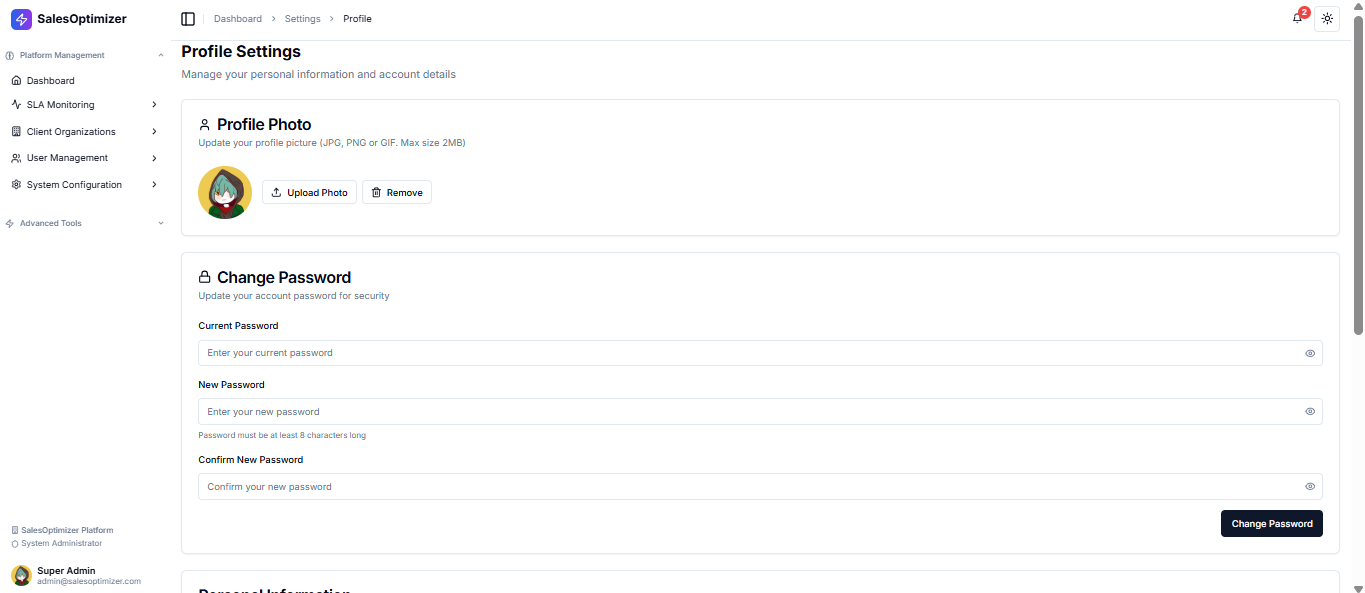 SalesOptimizer
Dashboard > Settings > Profile
2
Platform Management
Dashboard
SLA Monitoring
Client Organizations
User Management
System Configuration
Advanced Tools
SalesOptimizer Platform
System Administrator
Super Admin
admin@salesoptimizer.com
Profile Settings
Manage your personal information and account details
Profile Photo
Update your profile picture (JPG, PNG or GIF. Max size 2MB)
Upload Photo
Remove
Change Password
Update your account password for security
Current Password
Enter your current password
New Password
Enter your new password
Password must be at least 8 characters long
Confirm New Password
Confirm your new password
Change Password
Personal Information